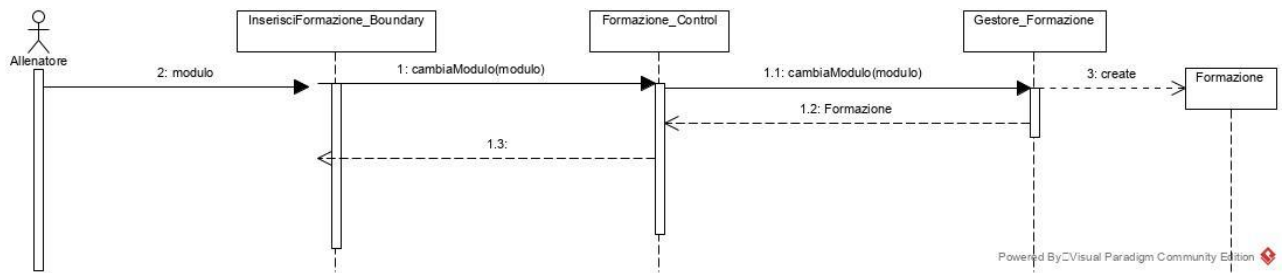 InserisciFormazione_Boundary
Formazione_Control
Gestore_Formazione
Allenatore
2: modulo
1: cambiaModulo(modulo)
1.1: cambiaModulo(modulo)
3: create
Formazione
1.2: Formazione
1.3:
Powered By Visual Paradigm Community Edition